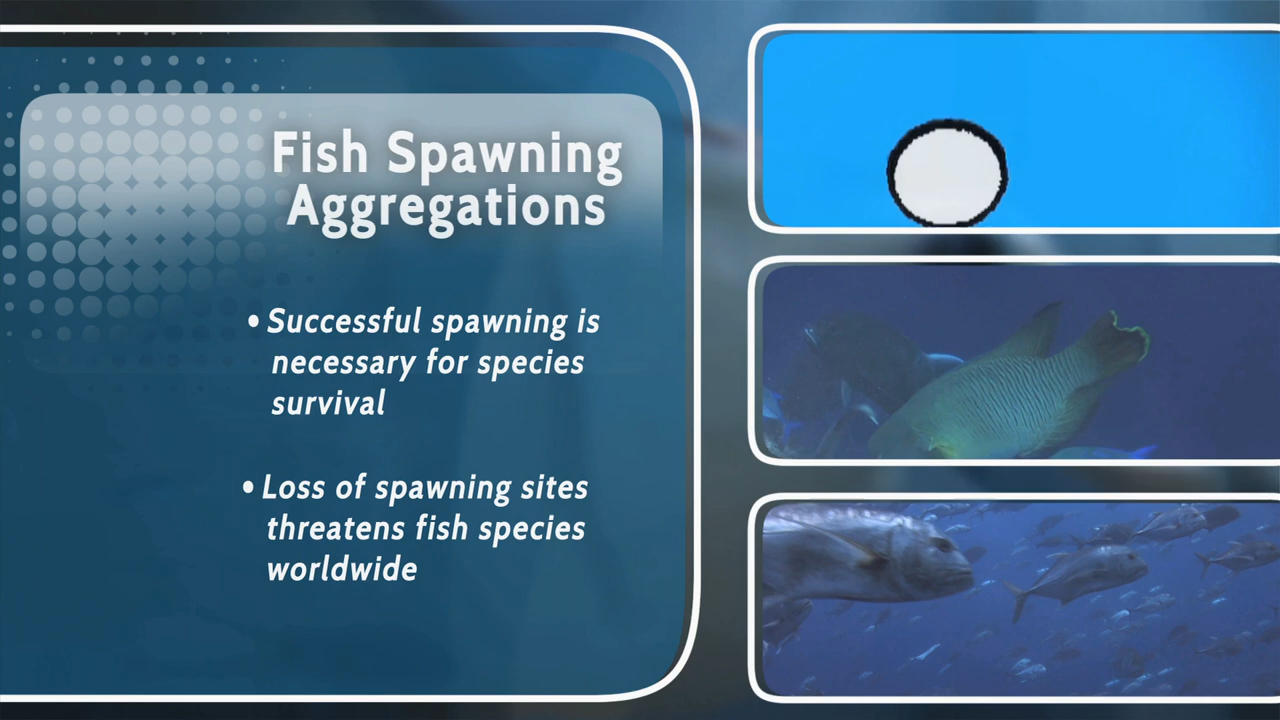 Fish Spawning
Aggregations
• Successful spawning is
necessary for species
survival
• Loss of spawning sites
threatens fish species
worldwide